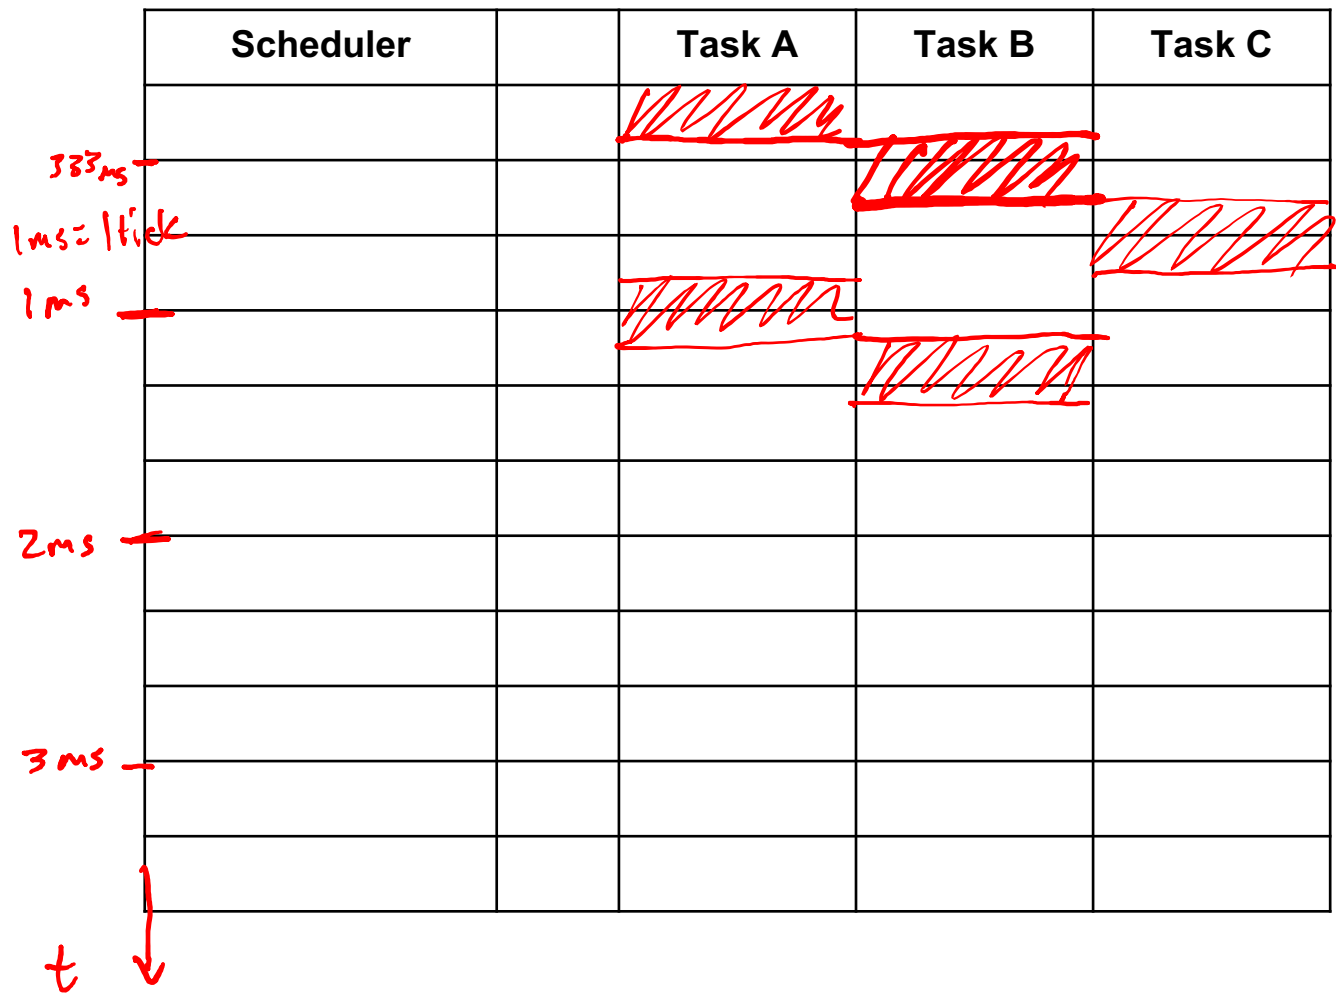 Scheduler Task A Task B Task C
333ms
1ms = 1tick
1ms
2ms
3ms
t